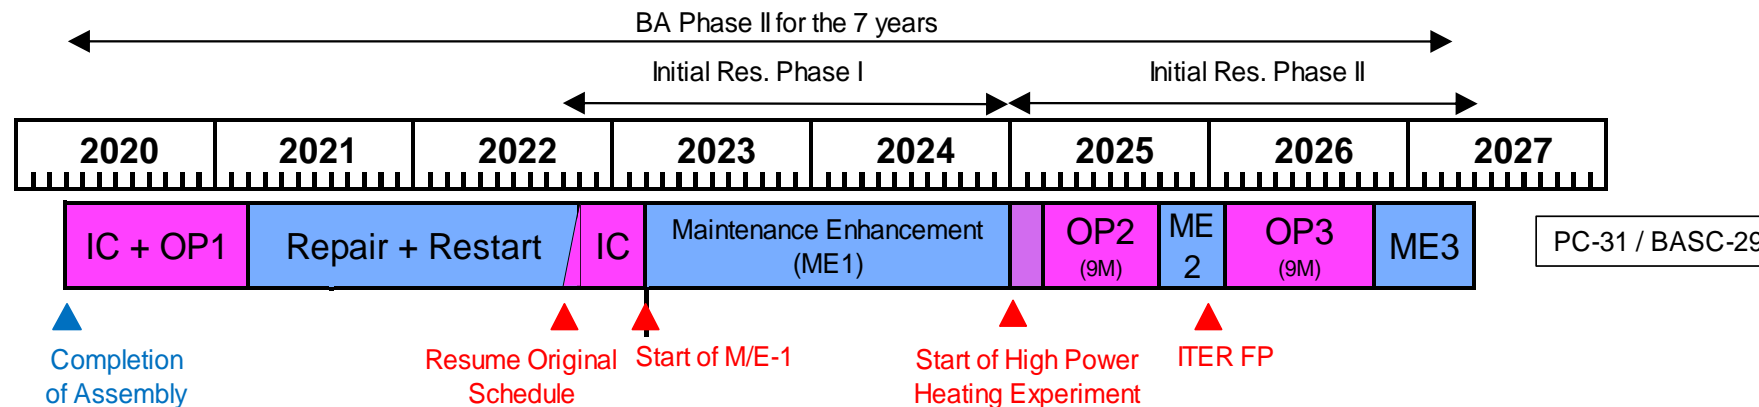 BA Phase II for the 7 years
Initial Res. Phase I
Initial Res. Phase II
2020
2021
2022
2023
2024
2025
2026
2027
IC + OP1
Repair + Restart
IC
Maintenance Enhancement
(ME1)
OP2
(9M)
ME
2
OP3
(9M)
ME3
PC-31 / BASC-29
Completion
of Assembly
Resume Original
Schedule
Start of M/E-1
Start of High Power
Heating Experiment
ITER FP